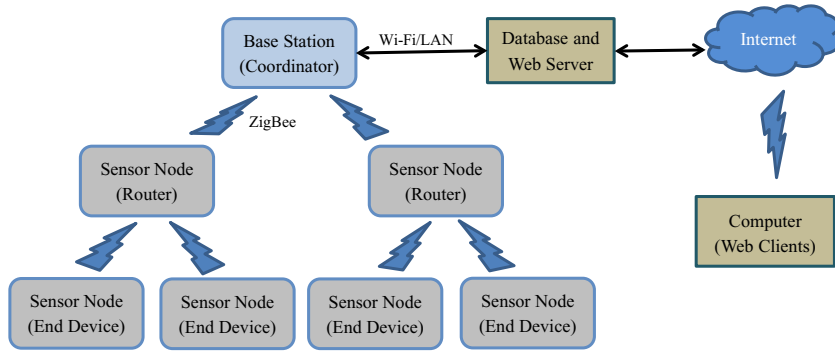 Base Station
(Coordinator)
Wi-Fi/LAN
Database and
Web Server
Internet
ZigBee
Sensor Node
(Router)
Sensor Node
(Router)
Computer
(Web Clients)
Sensor Node
(End Device)
Sensor Node
(End Device)
Sensor Node
(End Device)
Sensor Node
(End Device)